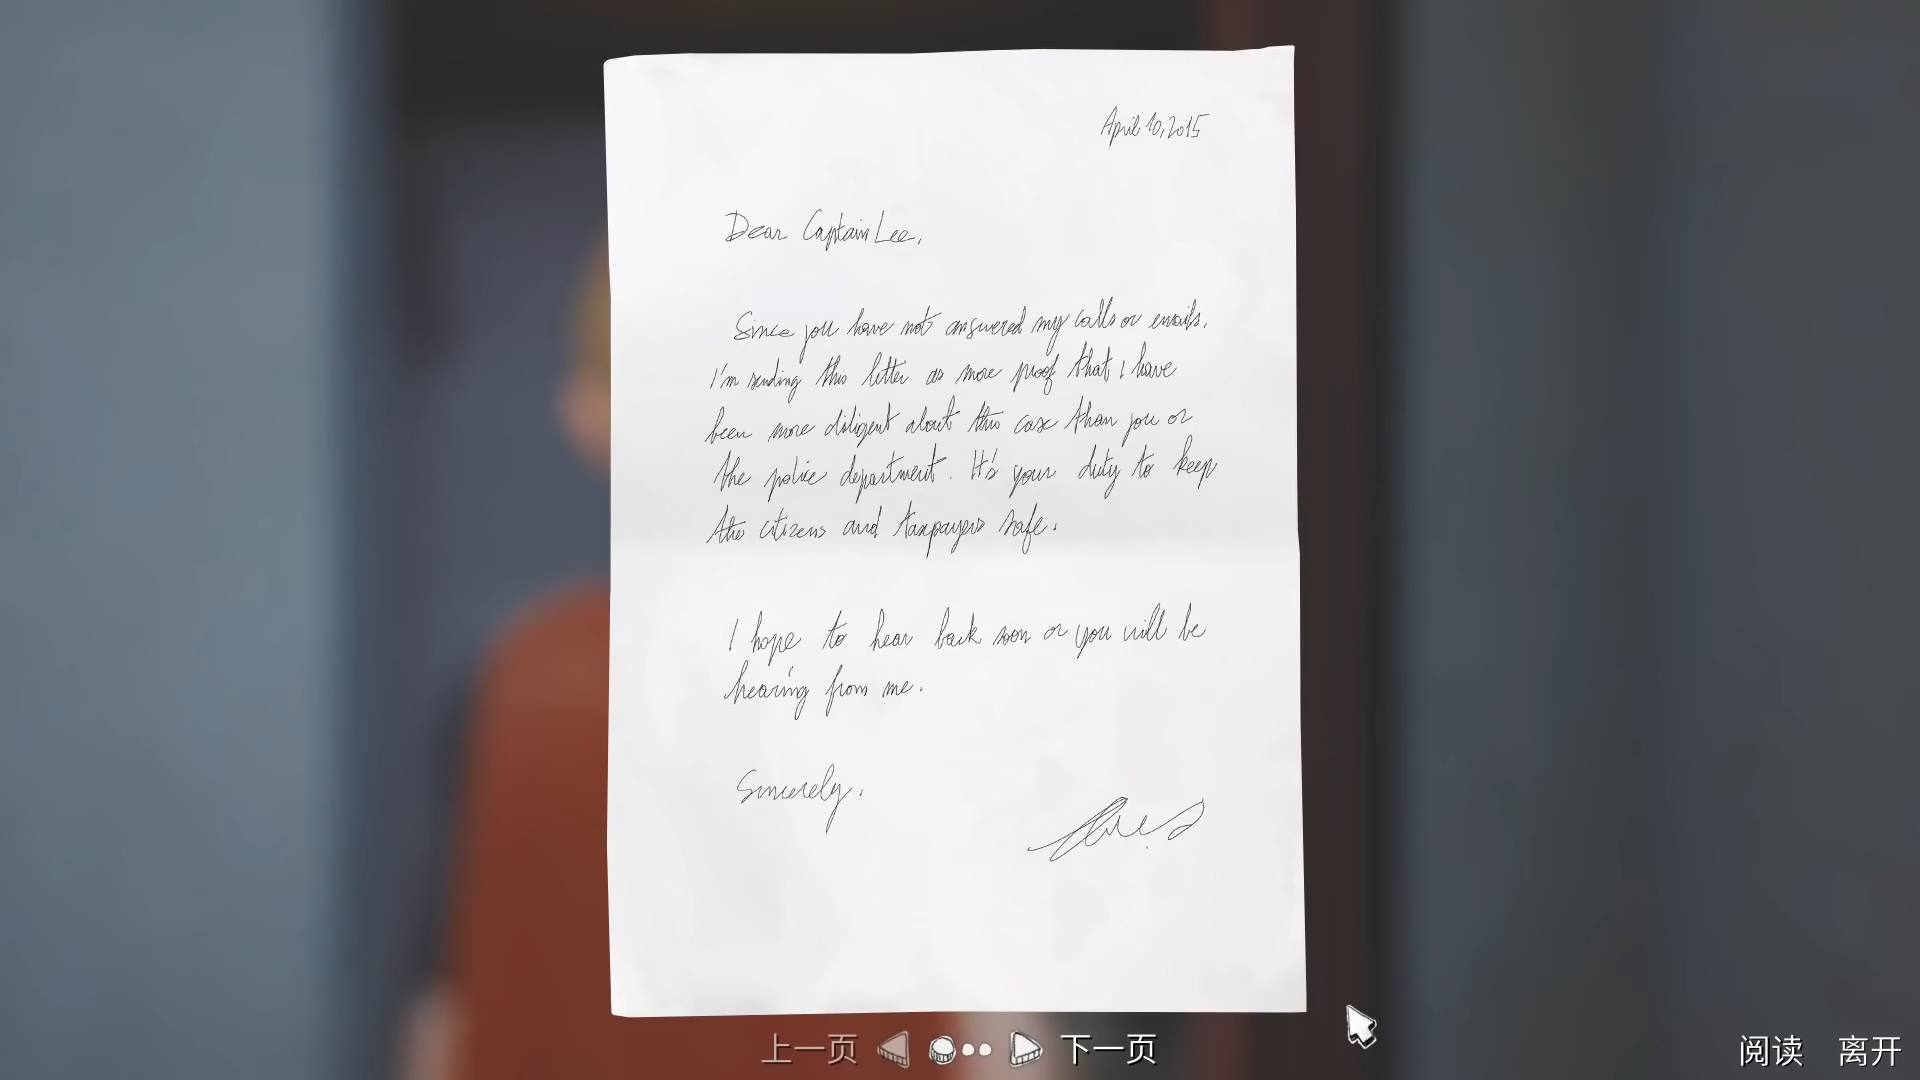 April 10, 2015
Dear Captain Lee,
Since you have not answered my calls or emails.
I'm sending this letter as more proof that I have
been more diligent about this case than you or
the police department. It's your duty to keep
the citizens and taxpayers safe.
I hope to hear back soon or you will be
hearing from me.
Sincerely.
上一页 下一页
阅读 离开